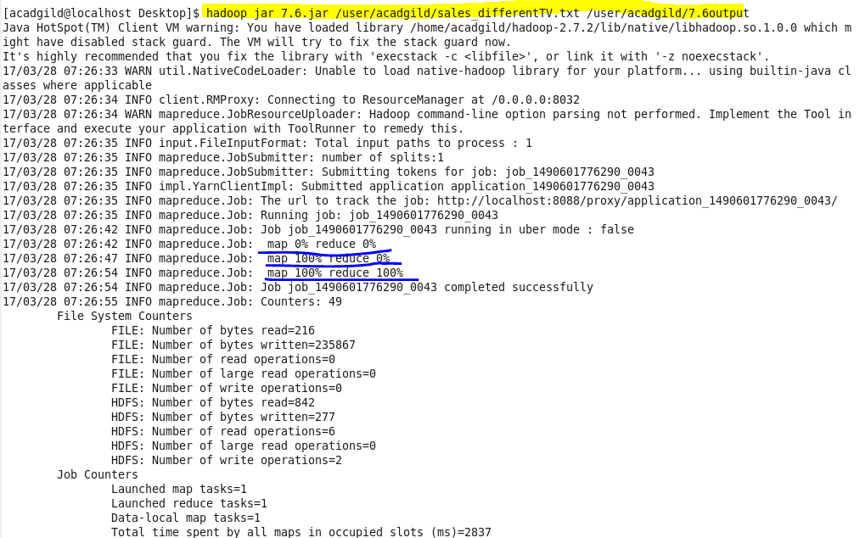 [acadgild@localhost Desktop]$ hadoop jar 7.6.jar /user/acadgild/sales_differentTV.txt /user/acadgild/7.6output
Java HotSpot(TM) Client VM warning: You have loaded library /home/acadgild/hadoop-2.7.2/lib/native/libhadoop.so.1.0.0 which m
ight have disabled stack guard. The VM will try to fix the stack guard now.
It's highly recommended that you fix the library with 'execstack -c <libfile>', or link it with '-z noexecstack'.
17/03/28 07:26:33 WARN util.NativeCodeLoader: Unable to load native-hadoop library for your platform... using builtin-java cl
asses where applicable
17/03/28 07:26:34 INFO client.RMProxy: Connecting to ResourceManager at /0.0.0.0:8032
17/03/28 07:26:34 WARN mapreduce.JobResourceUploader: Hadoop command-line option parsing not performed. Implement the Tool in
terface and execute your application with ToolRunner to remedy this.
17/03/28 07:26:35 INFO input.FileInputFormat: Total input paths to process : 1
17/03/28 07:26:35 INFO mapreduce.JobSubmitter: number of splits:1
17/03/28 07:26:35 INFO mapreduce.JobSubmitter: Submitting tokens for job: job_1490601776290_0043
17/03/28 07:26:35 INFO impl.YarnClientImpl: Submitted application application_1490601776290_0043
17/03/28 07:26:35 INFO mapreduce.Job: The url to track the job: http://localhost:8088/proxy/application_1490601776290_0043/
17/03/28 07:26:35 INFO mapreduce.Job: Running job: job_1490601776290_0043
17/03/28 07:26:42 INFO mapreduce.Job: Job job_1490601776290_0043 running in uber mode : false
17/03/28 07:26:42 INFO mapreduce.Job:  map 0% reduce 0%
17/03/28 07:26:47 INFO mapreduce.Job:  map 100% reduce 0%
17/03/28 07:26:54 INFO mapreduce.Job:  map 100% reduce 100%
17/03/28 07:26:54 INFO mapreduce.Job: Job job_1490601776290_0043 completed successfully
17/03/28 07:26:55 INFO mapreduce.Job: Counters: 49
File System Counters
FILE: Number of bytes read=216
FILE: Number of bytes written=235867
FILE: Number of read operations=0
FILE: Number of large read operations=0
FILE: Number of write operations=0
HDFS: Number of bytes read=842
HDFS: Number of bytes written=277
HDFS: Number of read operations=6
HDFS: Number of large read operations=0
HDFS: Number of write operations=2
Job Counters
Launched map tasks=1
Launched reduce tasks=1
Data-local map tasks=1
Total time spent by all maps in occupied slots (ms)=2837